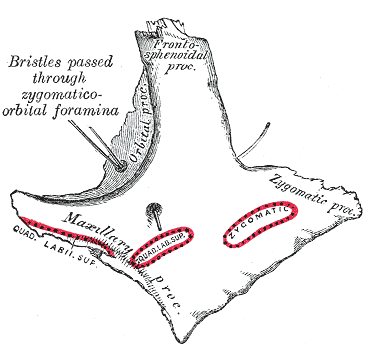 Fronto-
sphenoidal
proc.
Bristles passed
through
zygomatico-
orbital foramina
Orbital proc.
Zygomatic proc.
Maxillary
proc.
ZYGOMATIC
QUAD. LAB. SUP.
QUAD. LABII. SUP.